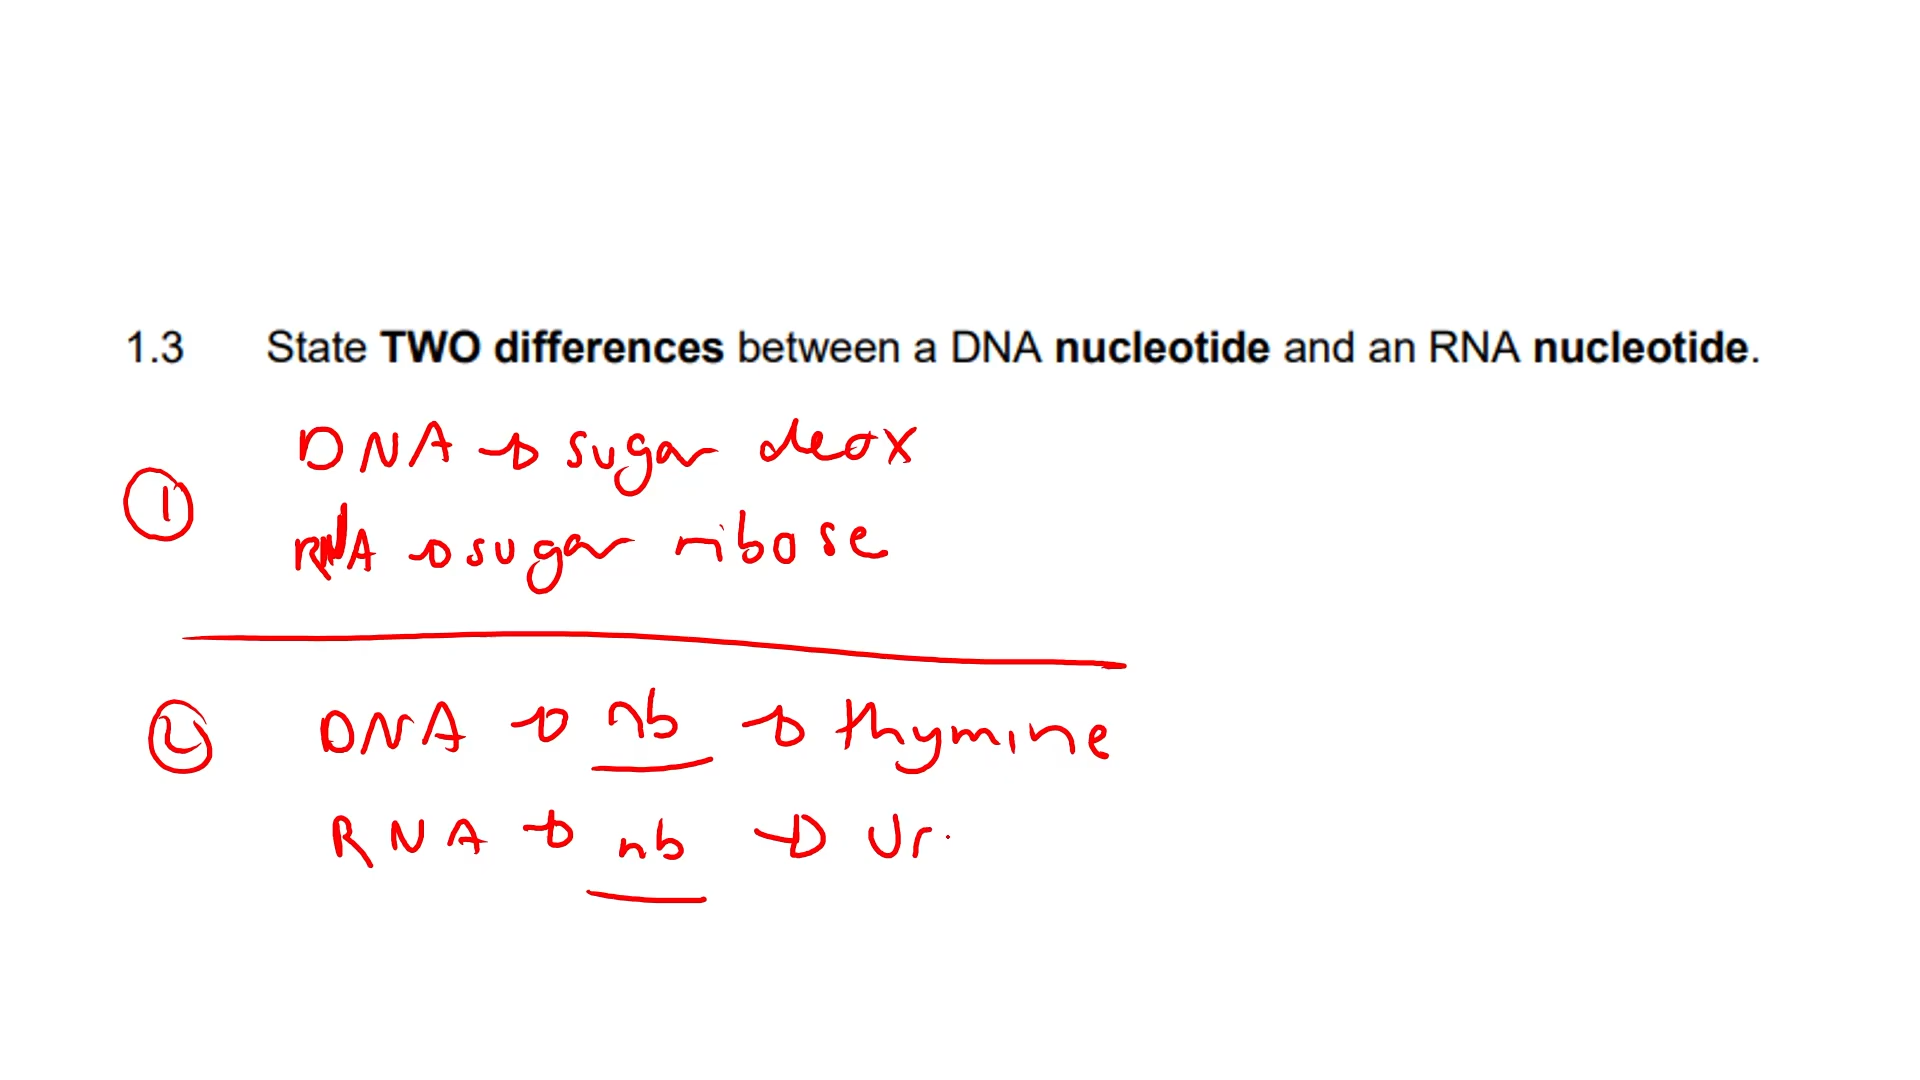 1.3 State TWO differences between a DNA nucleotide and an RNA nucleotide.
DNA → sugar deox
①
RNA → sugar ribose
② DNA → nb → thymine
RNA → nb → Ur.